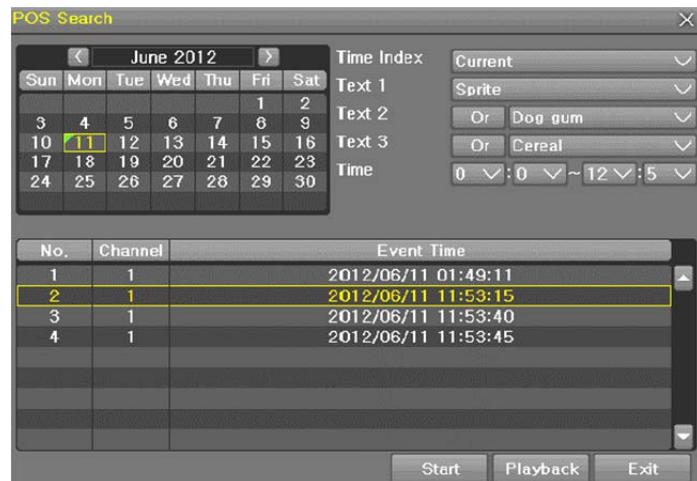 POS Search
June 2012
Sun Mon Tue Wed Thu Fri Sat
1 2
3 4 5 6 7 8 9
10 11 12 13 14 15 16
17 18 19 20 21 22 23
24 25 26 27 28 29 30
Time Index Current
Text 1 Sprite
Text 2 Or Dog gum
Text 3 Or Cereal
Time 0 : 0 ~ 12 : 5
No. Channel Event Time
1 1 2012/06/11 01:49:11
2 1 2012/06/11 11:53:15
3 1 2012/06/11 11:53:40
4 1 2012/06/11 11:53:45
Start Playback Exit